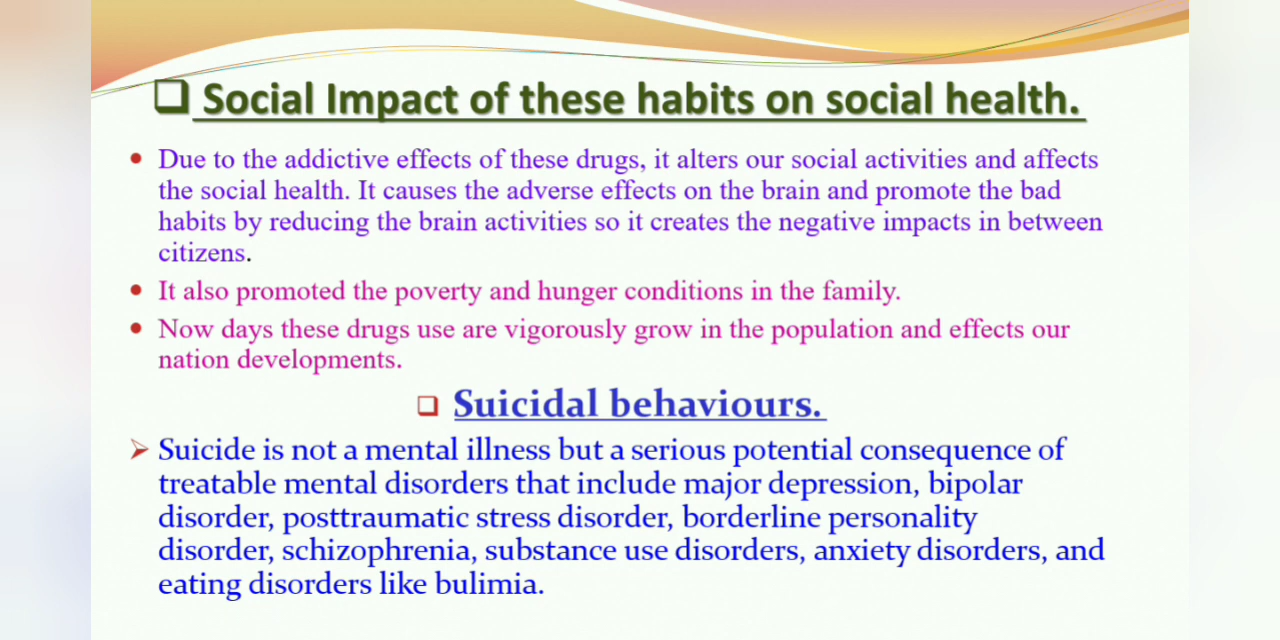 ❑ Social Impact of these habits on social health.
• Due to the addictive effects of these drugs, it alters our social activities and affects
the social health. It causes the adverse effects on the brain and promote the bad
habits by reducing the brain activities so it creates the negative impacts in between
citizens.
• It also promoted the poverty and hunger conditions in the family.
• Now days these drugs use are vigorously grow in the population and effects our
nation developments.
❑ Suicidal behaviours.
➢ Suicide is not a mental illness but a serious potential consequence of
treatable mental disorders that include major depression, bipolar
disorder, posttraumatic stress disorder, borderline personality
disorder, schizophrenia, substance use disorders, anxiety disorders, and
eating disorders like bulimia.